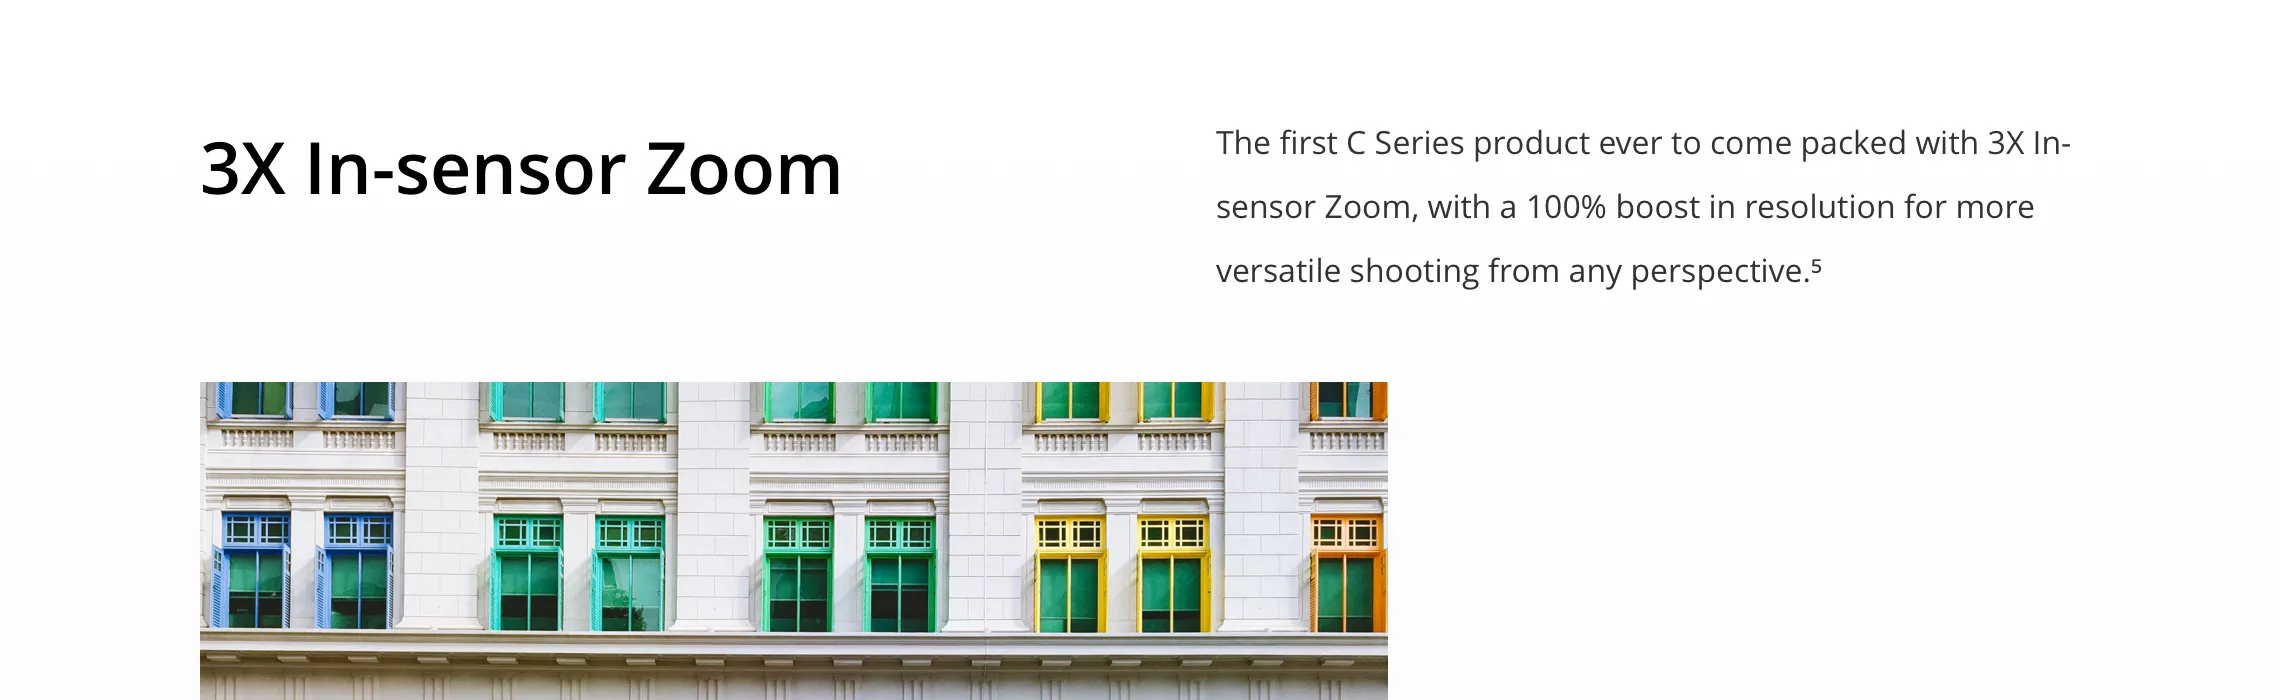 3X In-sensor Zoom
The first C Series product ever to come packed with 3X In-
sensor Zoom, with a 100% boost in resolution for more
versatile shooting from any perspective.⁵